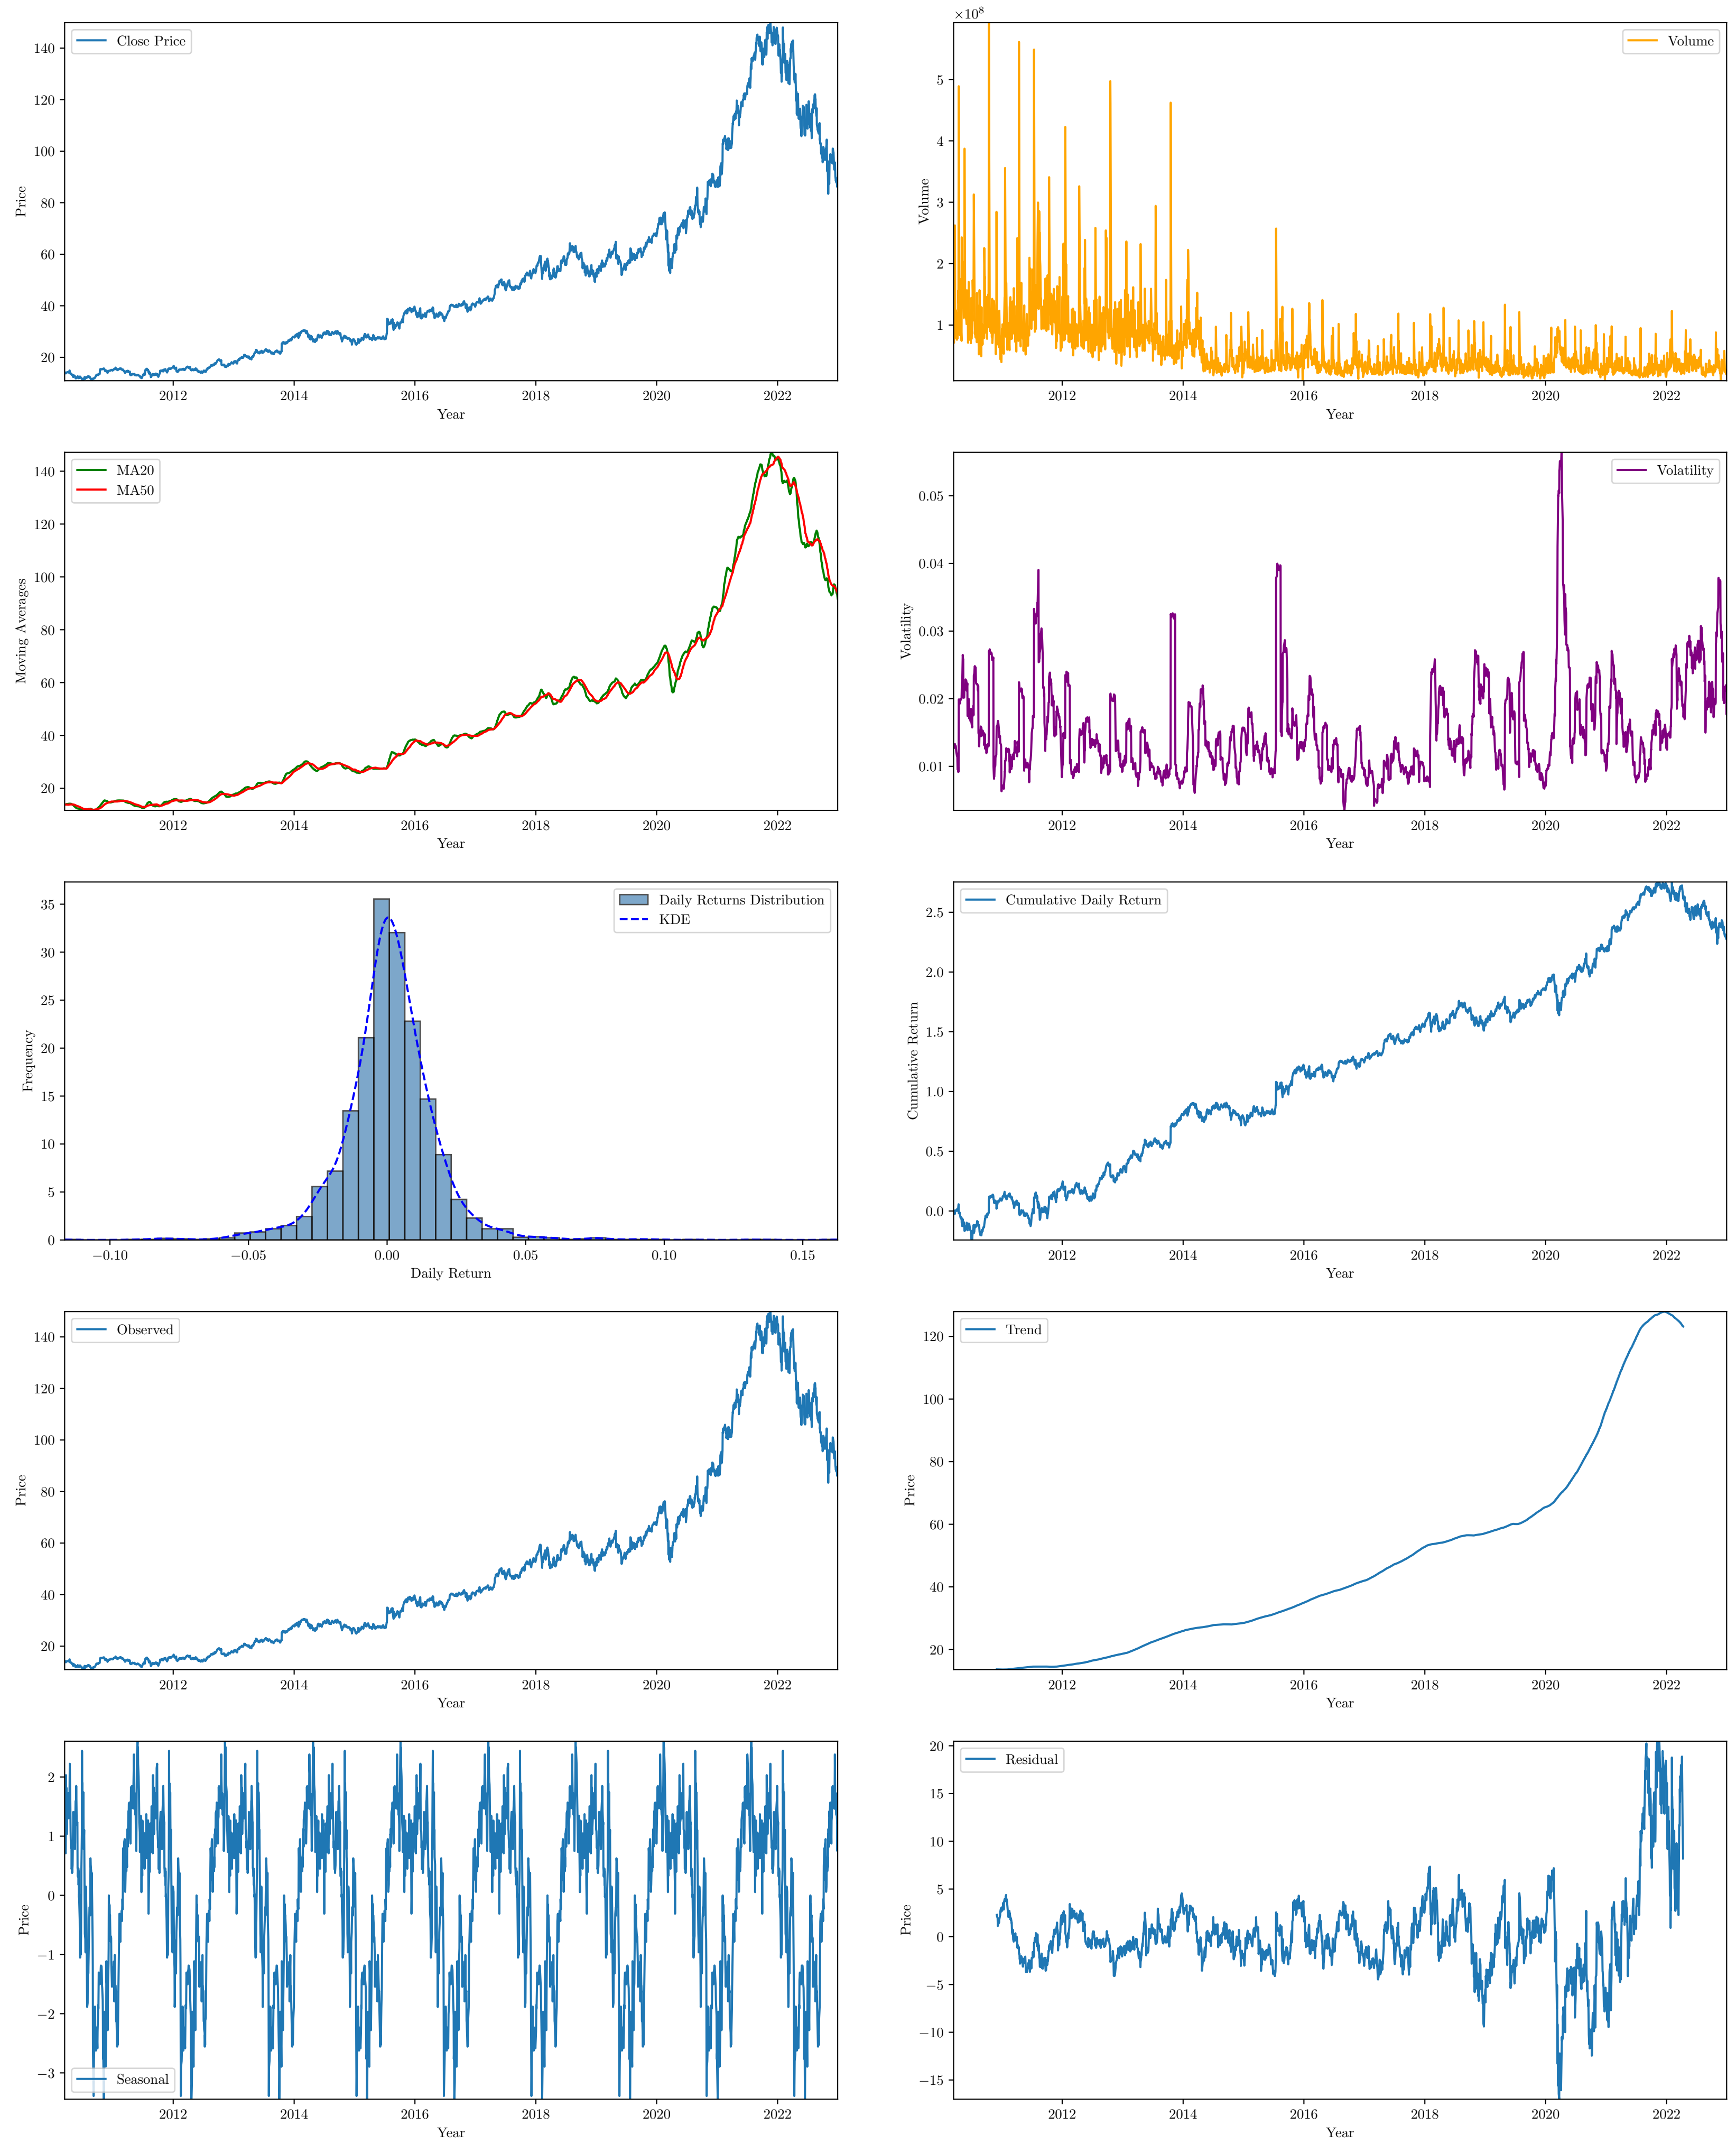 Close Price
140
120
100
80
60
40
20
Price
2012 2014 2016 2018 2020 2022
Year
×10⁸
Volume
5
4
3
2
1
Volume
2012 2014 2016 2018 2020 2022
Year
MA20
MA50
140
120
100
80
60
40
20
Moving Averages
2012 2014 2016 2018 2020 2022
Year
Volatility
0.05
0.04
0.03
0.02
0.01
Volatility
2012 2014 2016 2018 2020 2022
Year
Daily Returns Distribution
KDE
35
30
25
20
15
10
5
0
Frequency
−0.10 −0.05 0.00 0.05 0.10 0.15
Daily Return
Cumulative Daily Return
2.5
2.0
1.5
1.0
0.5
0.0
Cumulative Return
2012 2014 2016 2018 2020 2022
Year
Observed
140
120
100
80
60
40
20
Price
2012 2014 2016 2018 2020 2022
Year
Trend
120
100
80
60
40
20
Price
2012 2014 2016 2018 2020 2022
Year
2
1
0
−1
−2
−3
Price
Seasonal
2012 2014 2016 2018 2020 2022
Year
Residual
20
15
10
5
0
−5
−10
−15
Price
2012 2014 2016 2018 2020 2022
Year